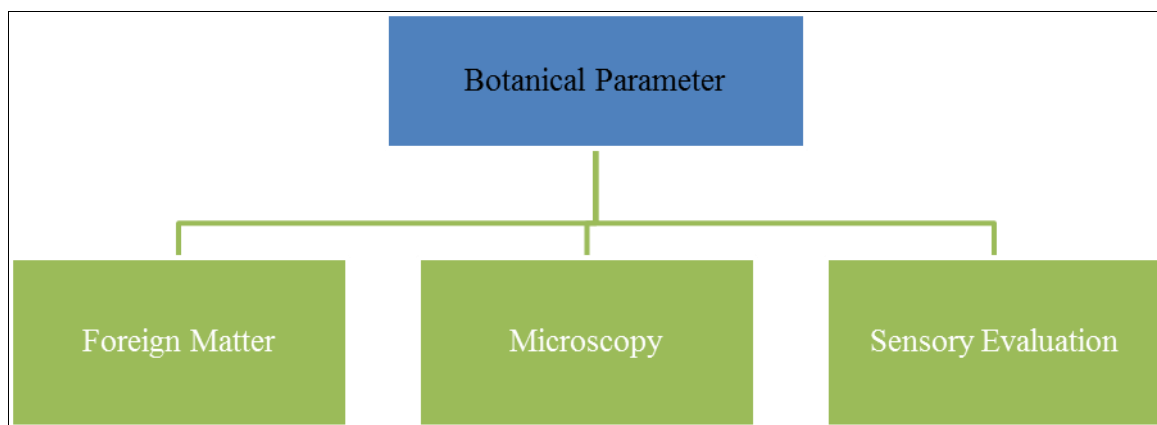 Botanical Parameter
Foreign Matter
Microscopy
Sensory Evaluation